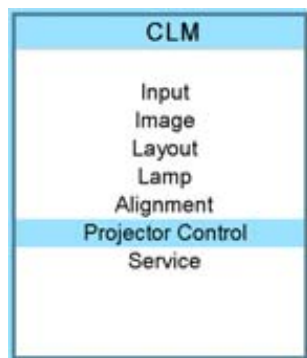 CLM
Input
Image
Layout
Lamp
Alignment
Projector Control
Service